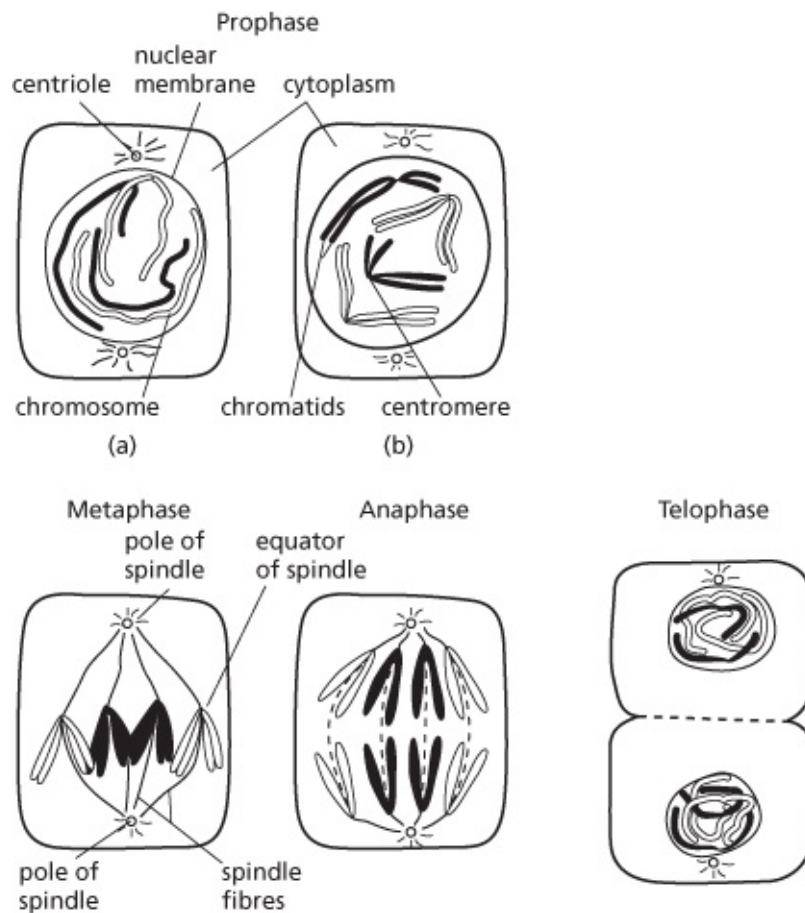 Prophase
nuclear
membrane
centriole
cytoplasm
chromosome
chromatids
centromere
(a)
(b)
Metaphase
Anaphase
Telophase
pole of
spindle
equator
of spindle
pole of
spindle
spindle
fibres